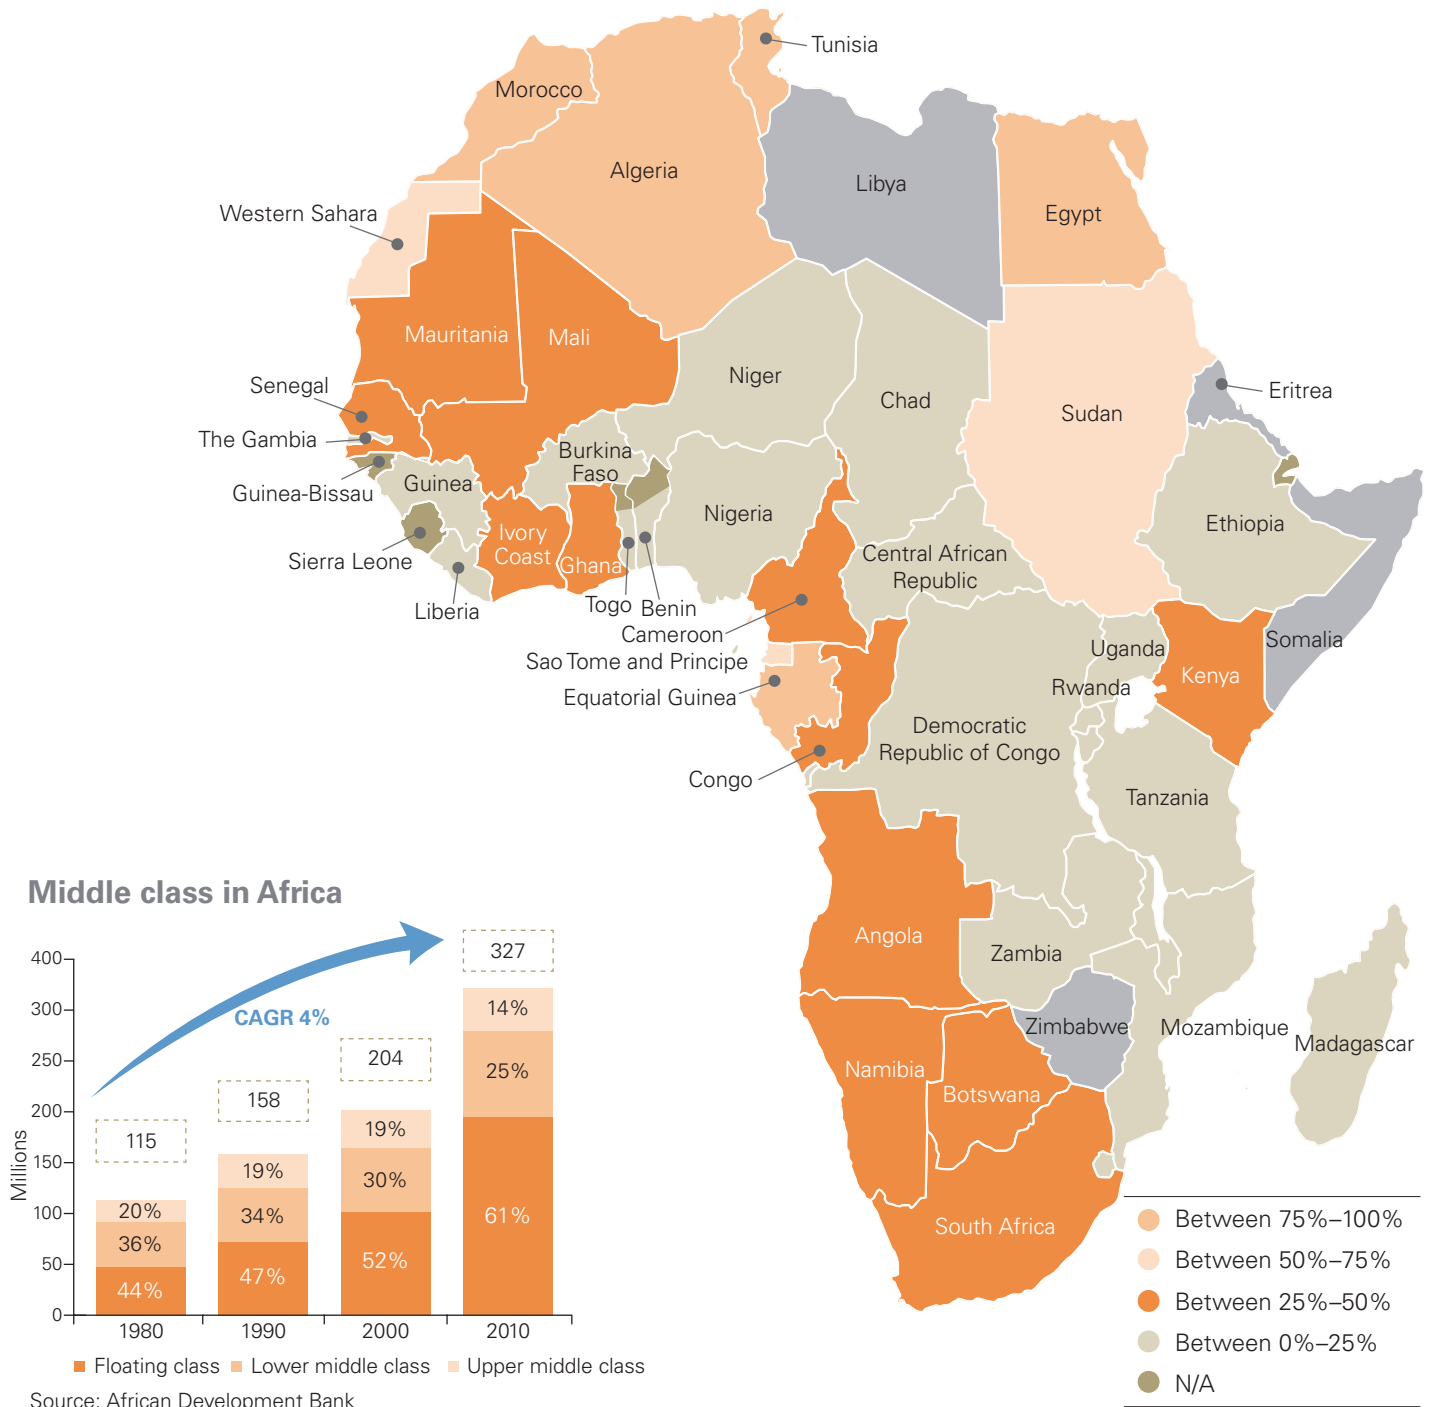 Tunisia
Morocco
Algeria
Libya
Egypt
Western Sahara
Mauritania
Mali
Niger
Chad
Sudan
Eritrea
Senegal
The Gambia
Guinea-Bissau
Guinea
Burkina
Faso
Nigeria
Ethiopia
Ivory
Coast
Ghana
Sierra Leone
Liberia
Togo
Benin
Cameroon
Central African
Republic
Sao Tome and Principe
Equatorial Guinea
Uganda
Rwanda
Kenya
Somalia
Democratic
Republic of Congo
Congo
Tanzania
Angola
Zambia
Zimbabwe
Mozambique
Madagascar
Namibia
Botswana
South Africa
Middle class in Africa
Millions
400
300
250
200
150
100
50
0
CAGR 4%
115
158
204
327
20%
36%
44%
19%
34%
47%
19%
30%
52%
14%
25%
61%
1980
1990
2000
2010
Floating class
Lower middle class
Upper middle class
Source: African Development Bank
Between 75%–100%
Between 50%–75%
Between 25%–50%
Between 0%–25%
N/A